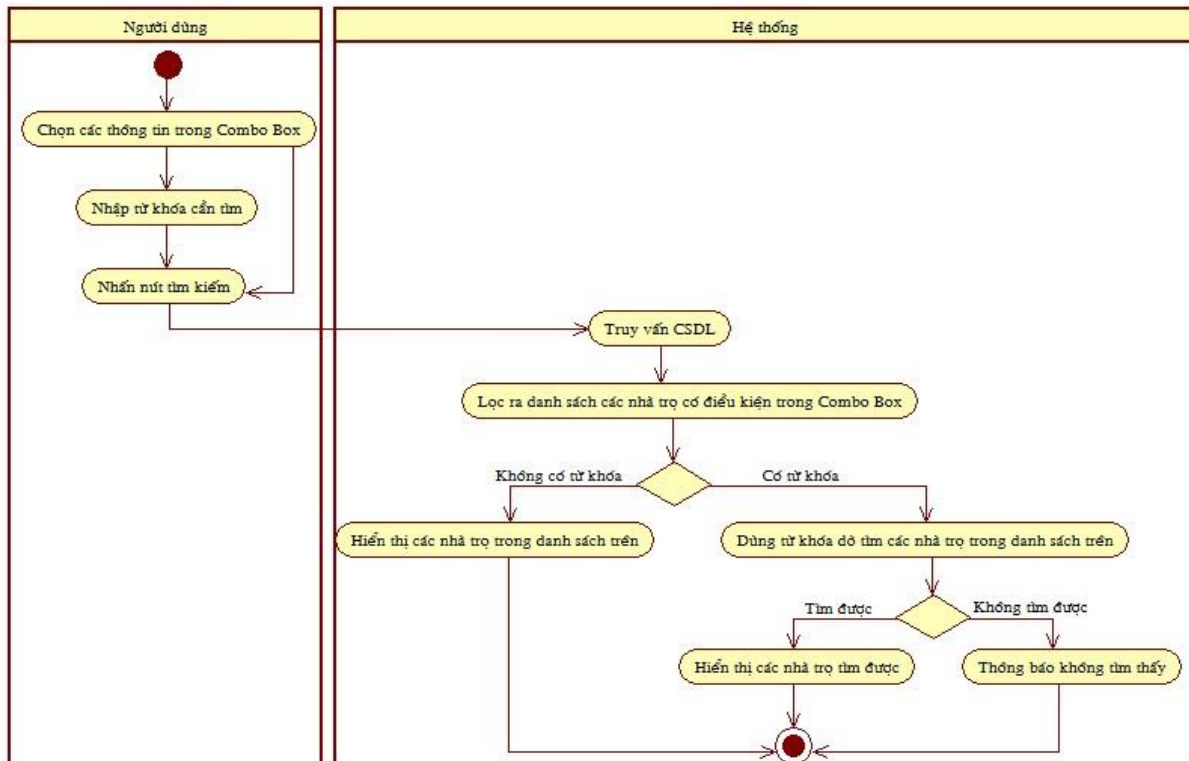 Người dùng
Hệ thống
Chọn các thông tin trong Combo Box
Nhập từ khóa cần tìm
Nhấn nút tìm kiếm
Truy vấn CSDL
Lọc ra danh sách các nhà trọ có điều kiện trong Combo Box
Không có từ khóa
Có từ khóa
Hiển thị các nhà trọ trong danh sách trên
Dùng từ khóa dò tìm các nhà trọ trong danh sách trên
Tìm được
Không tìm được
Hiển thị các nhà trọ tìm được
Thông báo không tìm thấy